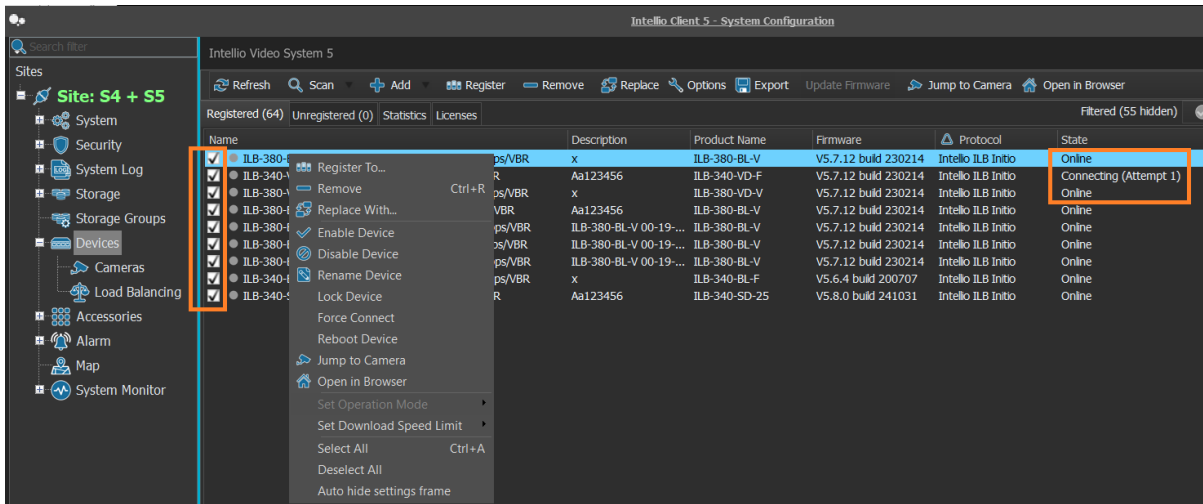 Intellio Client 5 - System Configuration
Search filter
Sites
Site: S4 + S5
System
Security
System Log
Storage
Storage Groups
Devices
Cameras
Load Balancing
Accessories
Alarm
Map
System Monitor
Intellio Video System 5
Refresh Scan Add Register Remove Replace Options Export Update Firmware Jump to Camera Open in Browser
Registered (64) Unregistered (0) Statistics Licenses Filtered (55 hidden)
Name Description Product Name Firmware Protocol State
ILB-380- ps/VBR x ILB-380-BL-V V5.7.12 build 230214 Intellio ILB Initio Online
ILB-340- R Aa123456 ILB-340-VD-F V5.7.12 build 230214 Intellio ILB Initio Connecting (Attempt 1)
ILB-380- ps/VBR x ILB-380-VD-V V5.7.12 build 230214 Intellio ILB Initio Online
ILB-380- VBR Aa123456 ILB-380-BL-V V5.7.12 build 230214 Intellio ILB Initio Online
ILB-380- ps/VBR ILB-380-BL-V 00-19-... ILB-380-BL-V V5.7.12 build 230214 Intellio ILB Initio Online
ILB-380- ps/VBR ILB-380-BL-V 00-19-... ILB-380-BL-V V5.7.12 build 230214 Intellio ILB Initio Online
ILB-380- ps/VBR ILB-380-BL-V 00-19-... ILB-380-BL-V V5.7.12 build 230214 Intellio ILB Initio Online
ILB-340- ps/VBR x ILB-340-BL-F V5.6.4 build 200707 Intellio ILB Initio Online
ILB-340- R Aa123456 ILB-340-SD-25 V5.8.0 build 241031 Intellio ILB Initio Online
Register To...
Remove Ctrl+R
Replace With...
Enable Device
Disable Device
Rename Device
Lock Device
Force Connect
Reboot Device
Jump to Camera
Open in Browser
Set Operation Mode
Set Download Speed Limit
Select All Ctrl+A
Deselect All
Auto hide settings frame